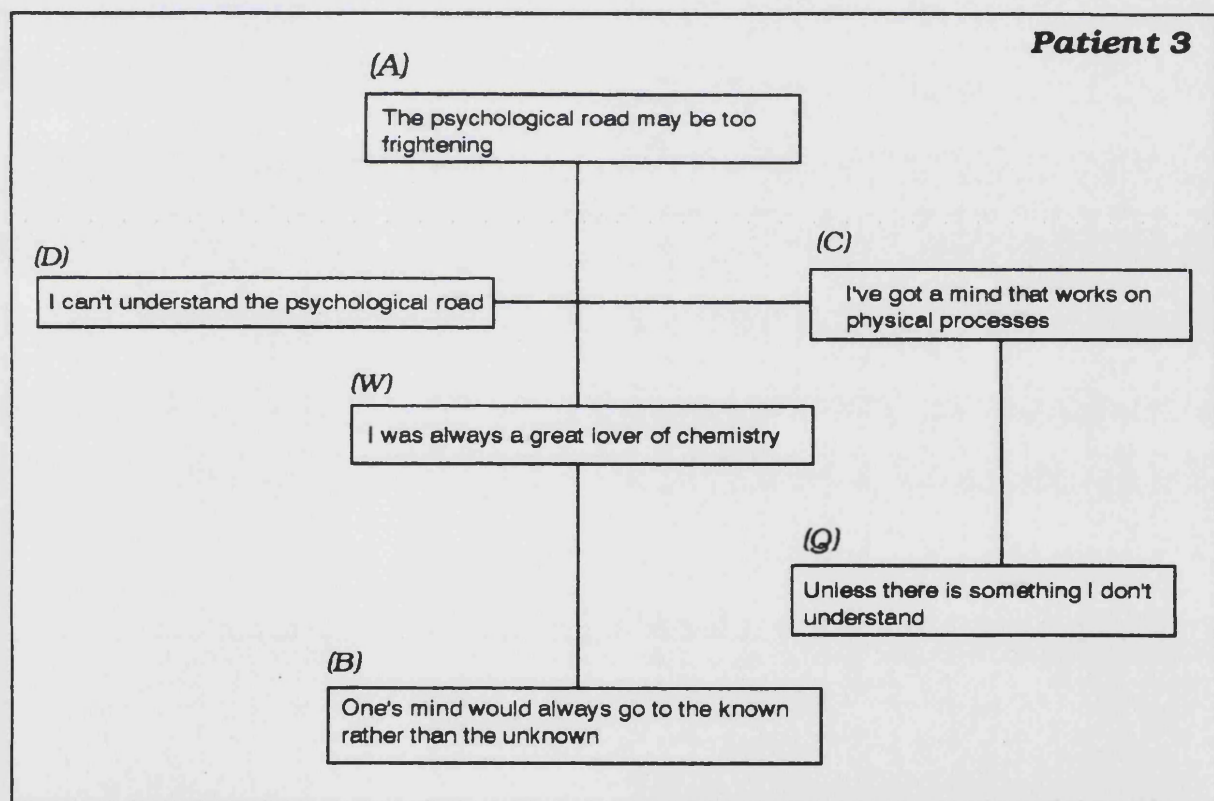 Patient 3
(A)
The psychological road may be too
frightening
(D)
I can't understand the psychological road
(C)
I've got a mind that works on
physical processes
(W)
I was always a great lover of chemistry
(Q)
Unless there is something I don't
understand
(B)
One's mind would always go to the known
rather than the unknown